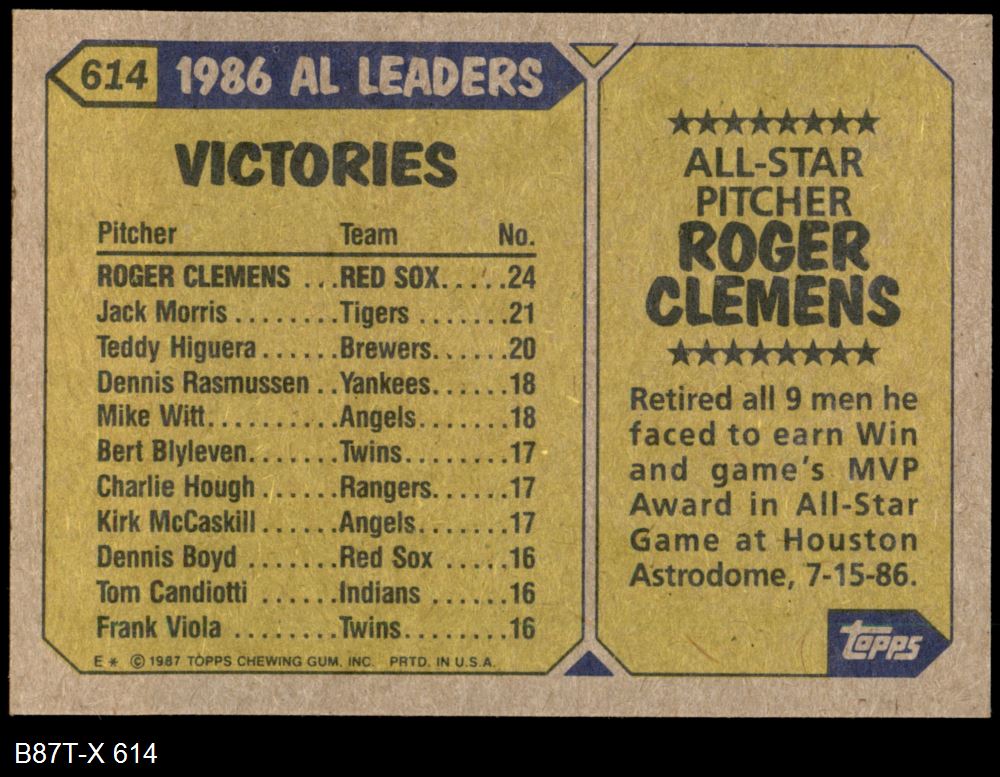 614 1986 AL LEADERS
VICTORIES
Pitcher Team No.
ROGER CLEMENS ...RED SOX.....24
Jack Morris ........Tigers .......21
Teddy Higuera......Brewers......20
Dennis Rasmussen ..Yankees......18
Mike Witt..........Angels.......18
Bert Blyleven.......Twins........17
Charlie Hough ......Rangers......17
Kirk McCaskill ......Angels.......17
Dennis Boyd .......Red Sox .....16
Tom Candiotti ......Indians ......16
Frank Viola ........Twins........16
E * © 1987 TOPPS CHEWING GUM, INC. PRTD. IN U.S.A.
★★★★★★★★
ALL-STAR
PITCHER
ROGER
CLEMENS
★★★★★★★★
Retired all 9 men he
faced to earn Win
and game's MVP
Award in All-Star
Game at Houston
Astrodome, 7-15-86.
topps
B87T-X 614